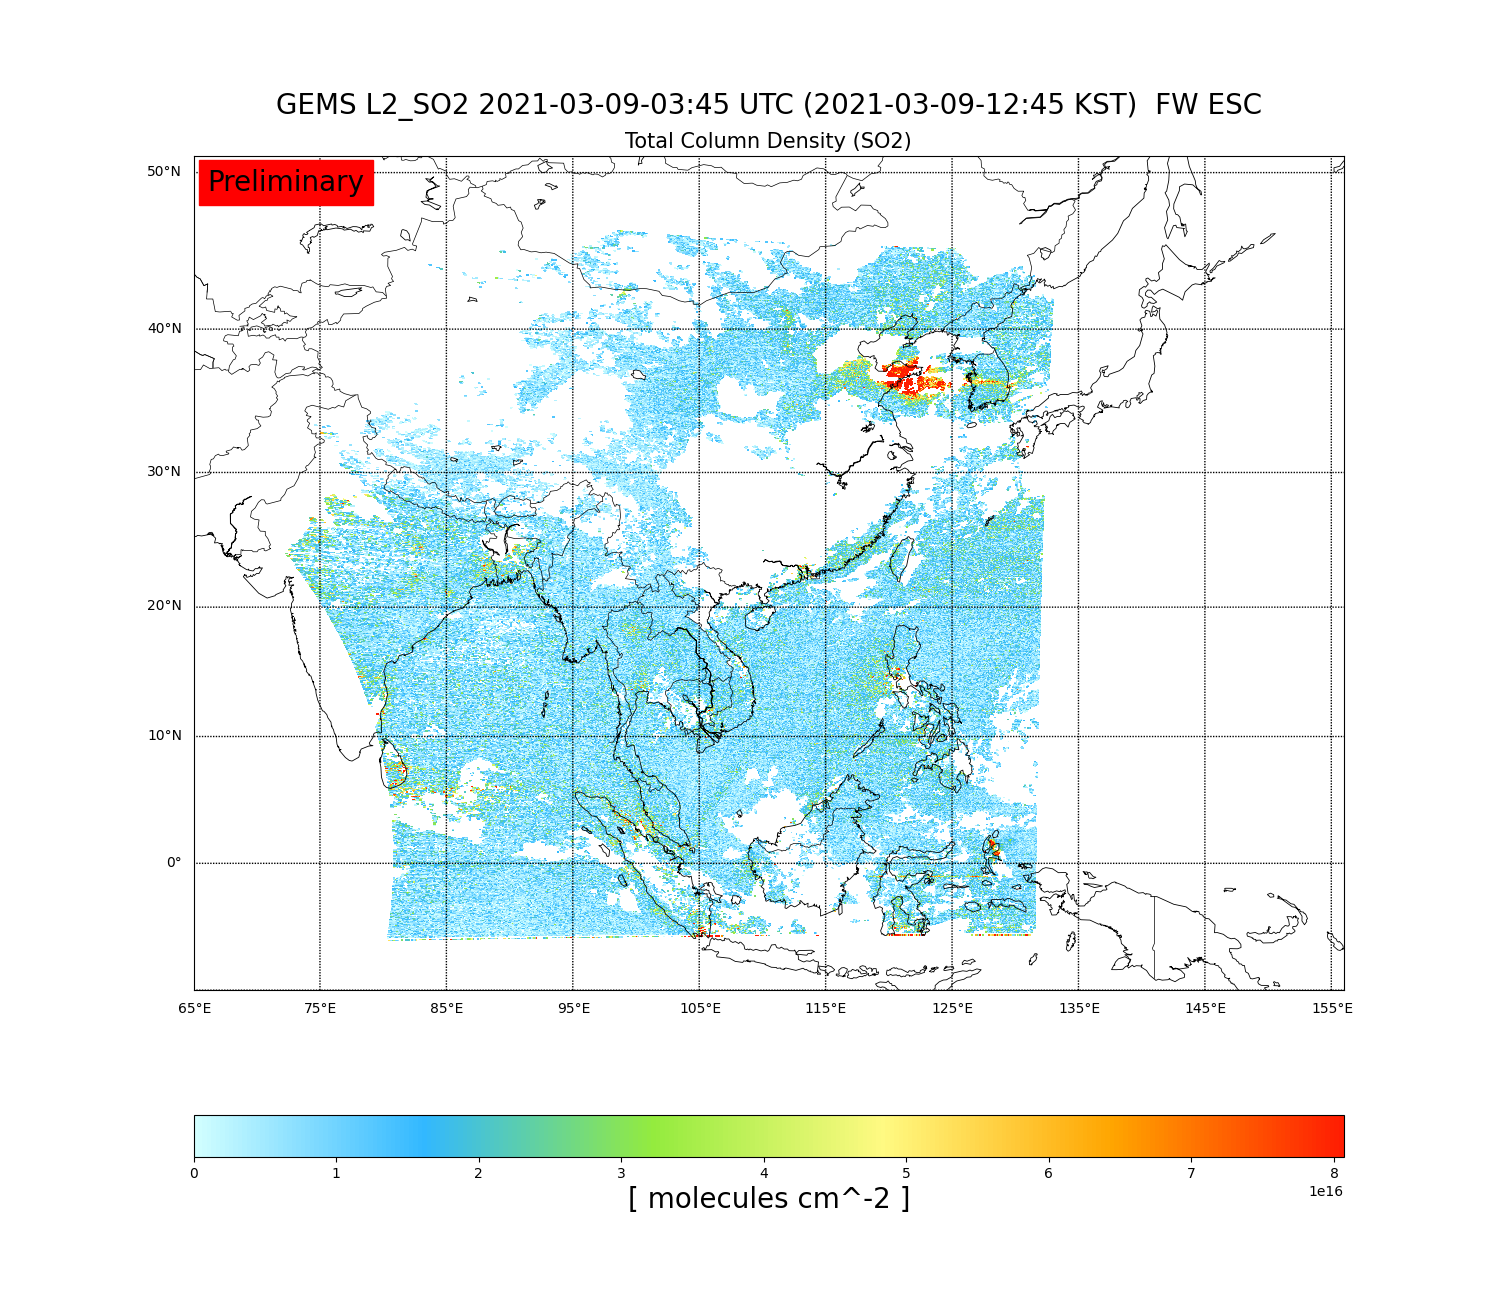 GEMS L2_SO2 2021-03-09-03:45 UTC (2021-03-09-12:45 KST)  FW ESC
Total Column Density (SO2)
Preliminary
50°N
40°N
30°N
20°N
10°N
0°
65°E 75°E 85°E 95°E 105°E 115°E 125°E 135°E 145°E 155°E
0 1 2 3 4 5 6 7 8
1e16
[ molecules cm^-2 ]